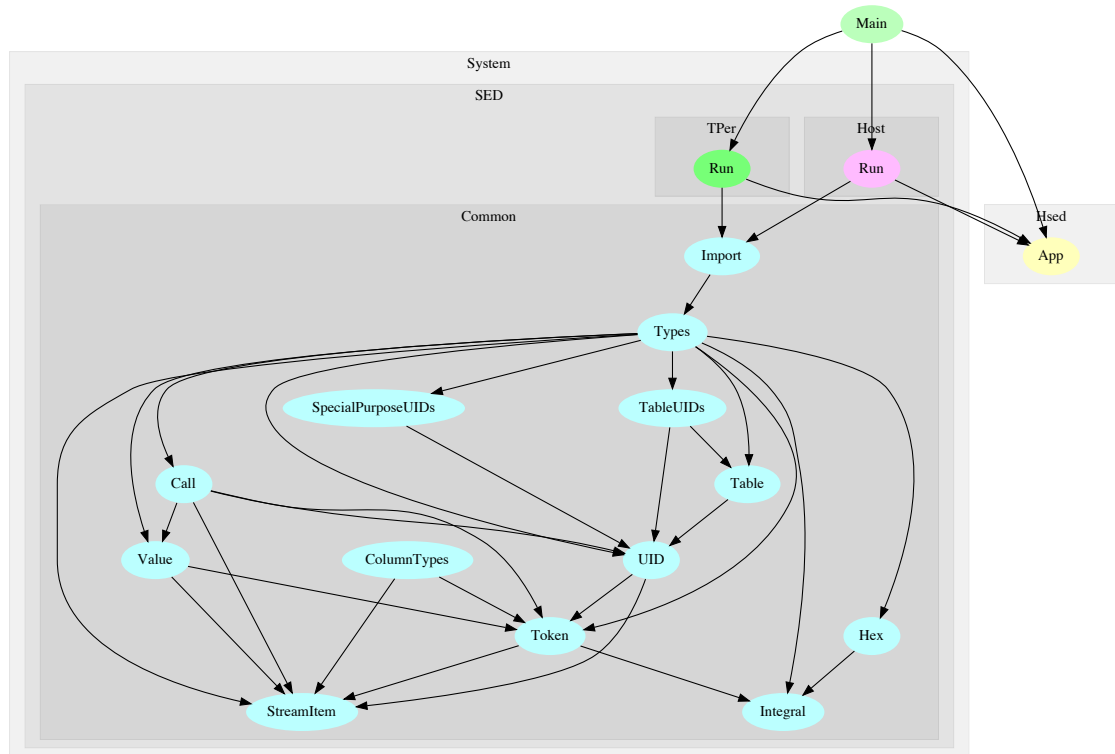 Main
System
SED
TPer
Host
Run
Run
Common
Hsed
Import
App
Types
SpecialPurposeUIDs
TableUIDs
Call
Table
Value
ColumnTypes
UID
Token
Hex
StreamItem
Integral